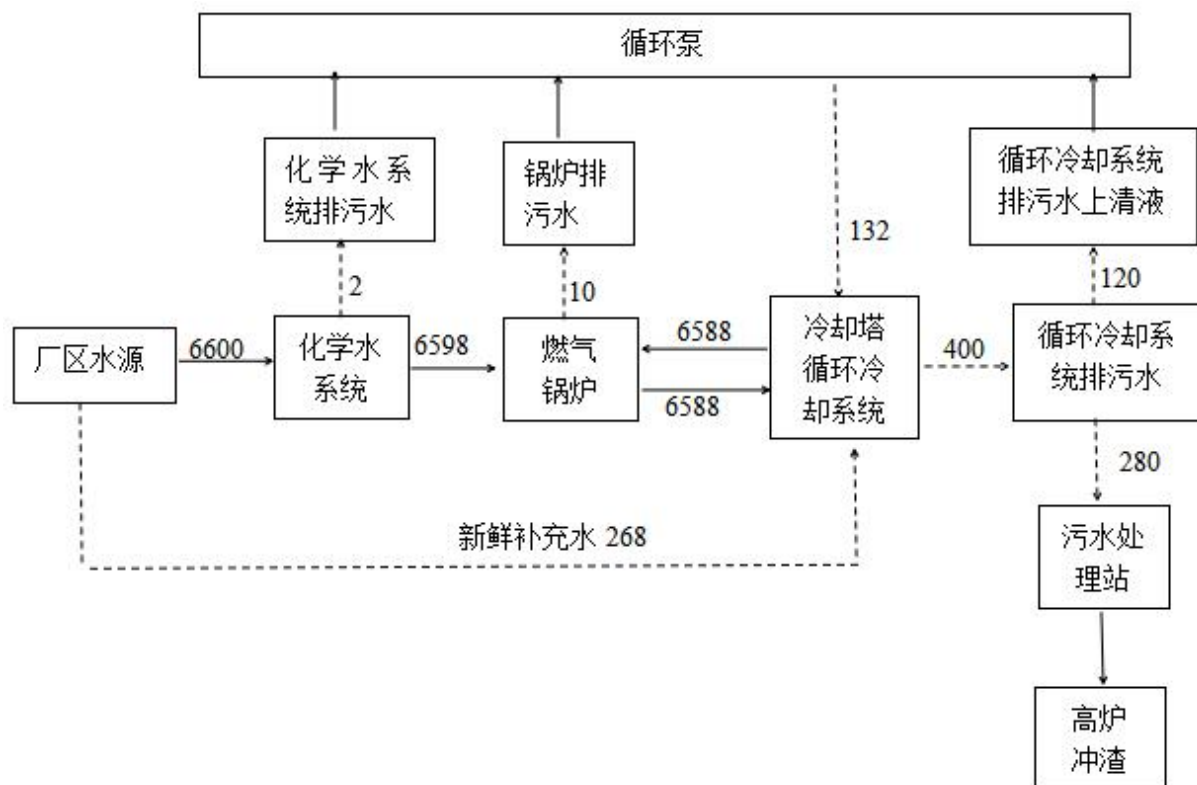 循环泵
化学水系
统排污水
锅炉排
污水
循环冷却系统
排污水上清液
132
2
10
120
厂区水源
6600
化学水
系统
6598
燃气
锅炉
6588
6588
冷却塔
循环冷
却系统
400
循环冷却系
统排污水
280
新鲜补充水 268
污水处
理站
高炉
冲渣